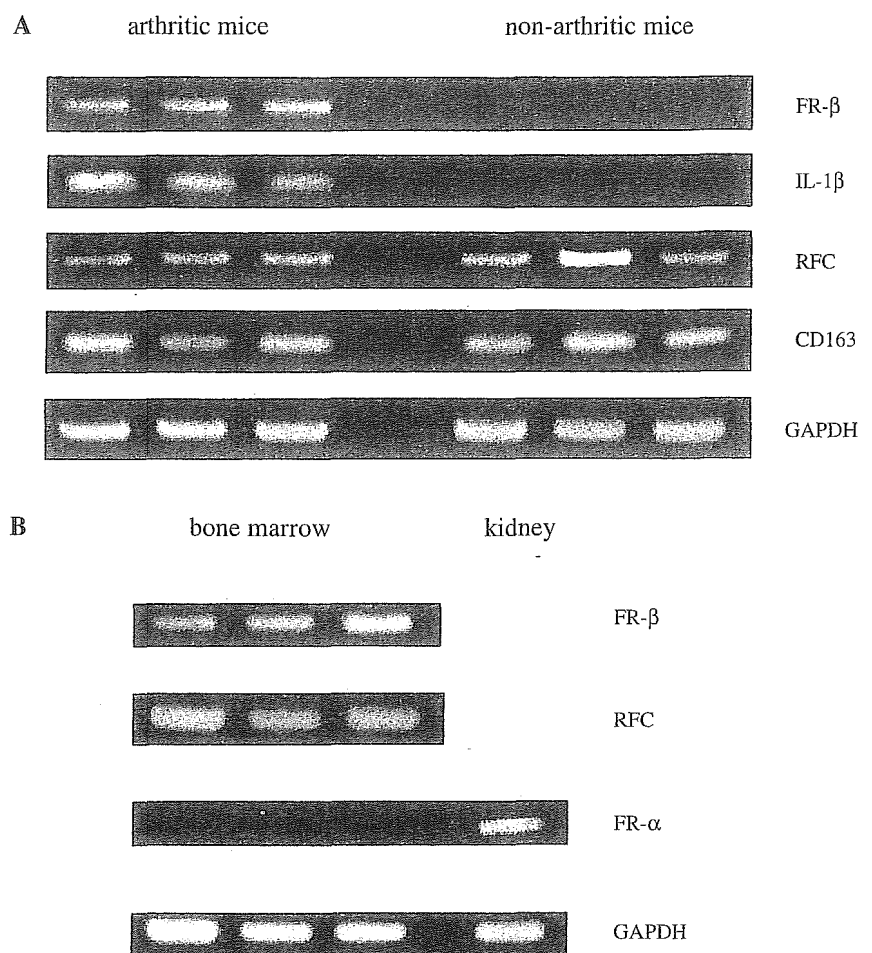 A
arthritic mice non-arthritic mice
FR-β
IL-1β
RFC
CD163
GAPDH
B
bone marrow kidney
FR-β
RFC
FR-α
GAPDH